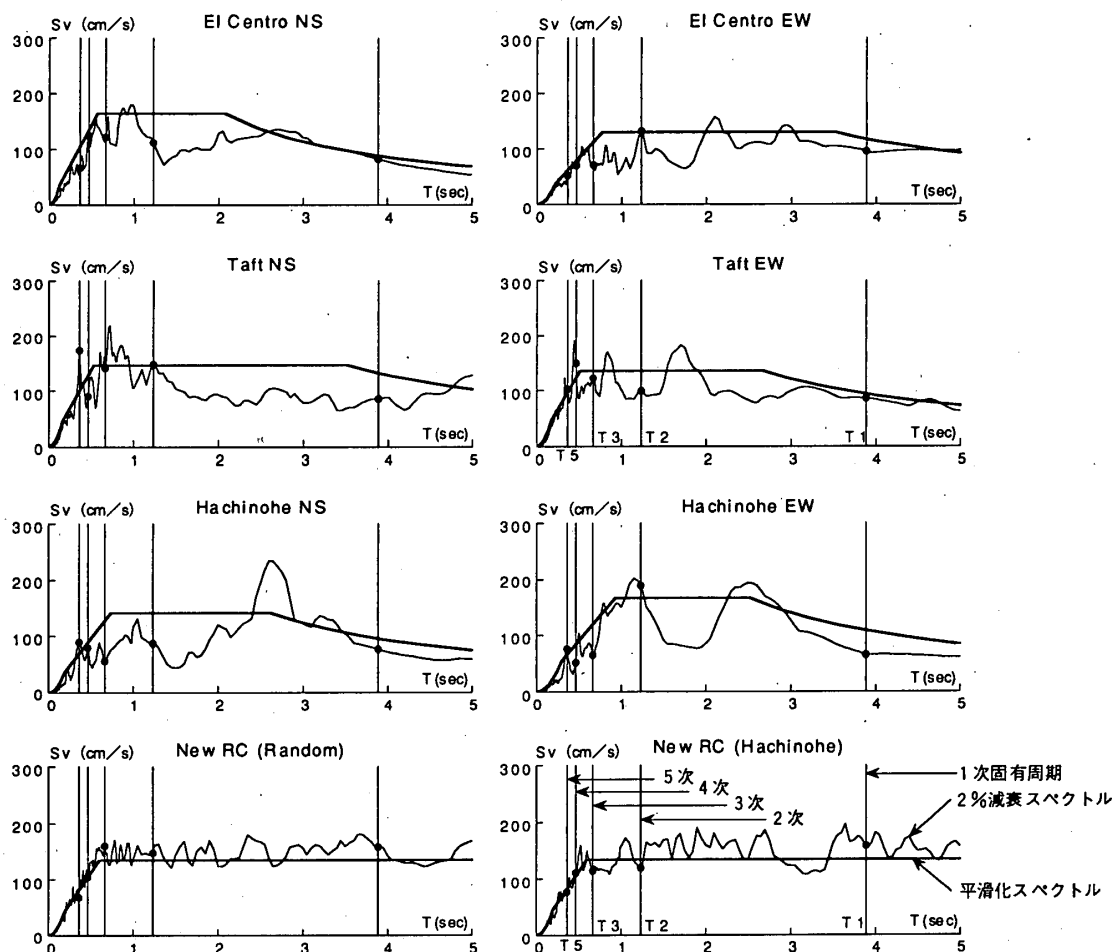 Sv (cm/s)
El Centro NS
300
200
100
0
0 1 2 3 4 5
T(sec)
Sv (cm/s)
El Centro EW
300
200
100
0
0 1 2 3 4 5
T(sec)
Sv (cm/s)
Taft NS
300
200
100
0
0 1 2 3 4 5
T(sec)
Sv (cm/s)
Taft EW
300
200
100
0
T5 T3 T2 T1
0 1 2 3 4 5
T(sec)
Sv (cm/s)
Hachinohe NS
300
200
100
0
0 1 2 3 4 5
T(sec)
Sv (cm/s)
Hachinohe EW
300
200
100
0
0 1 2 3 4 5
T(sec)
Sv (cm/s)
New RC (Random)
300
200
100
0
0 1 2 3 4 5
T(sec)
Sv (cm/s)
New RC (Hachinohe)
300
200
100
0
5次
4次
3次
2次
1次固有周期
2%減衰スペクトル
平滑化スペクトル
T5 T3 T2 T1
0 1 2 3 4 5
T(sec)